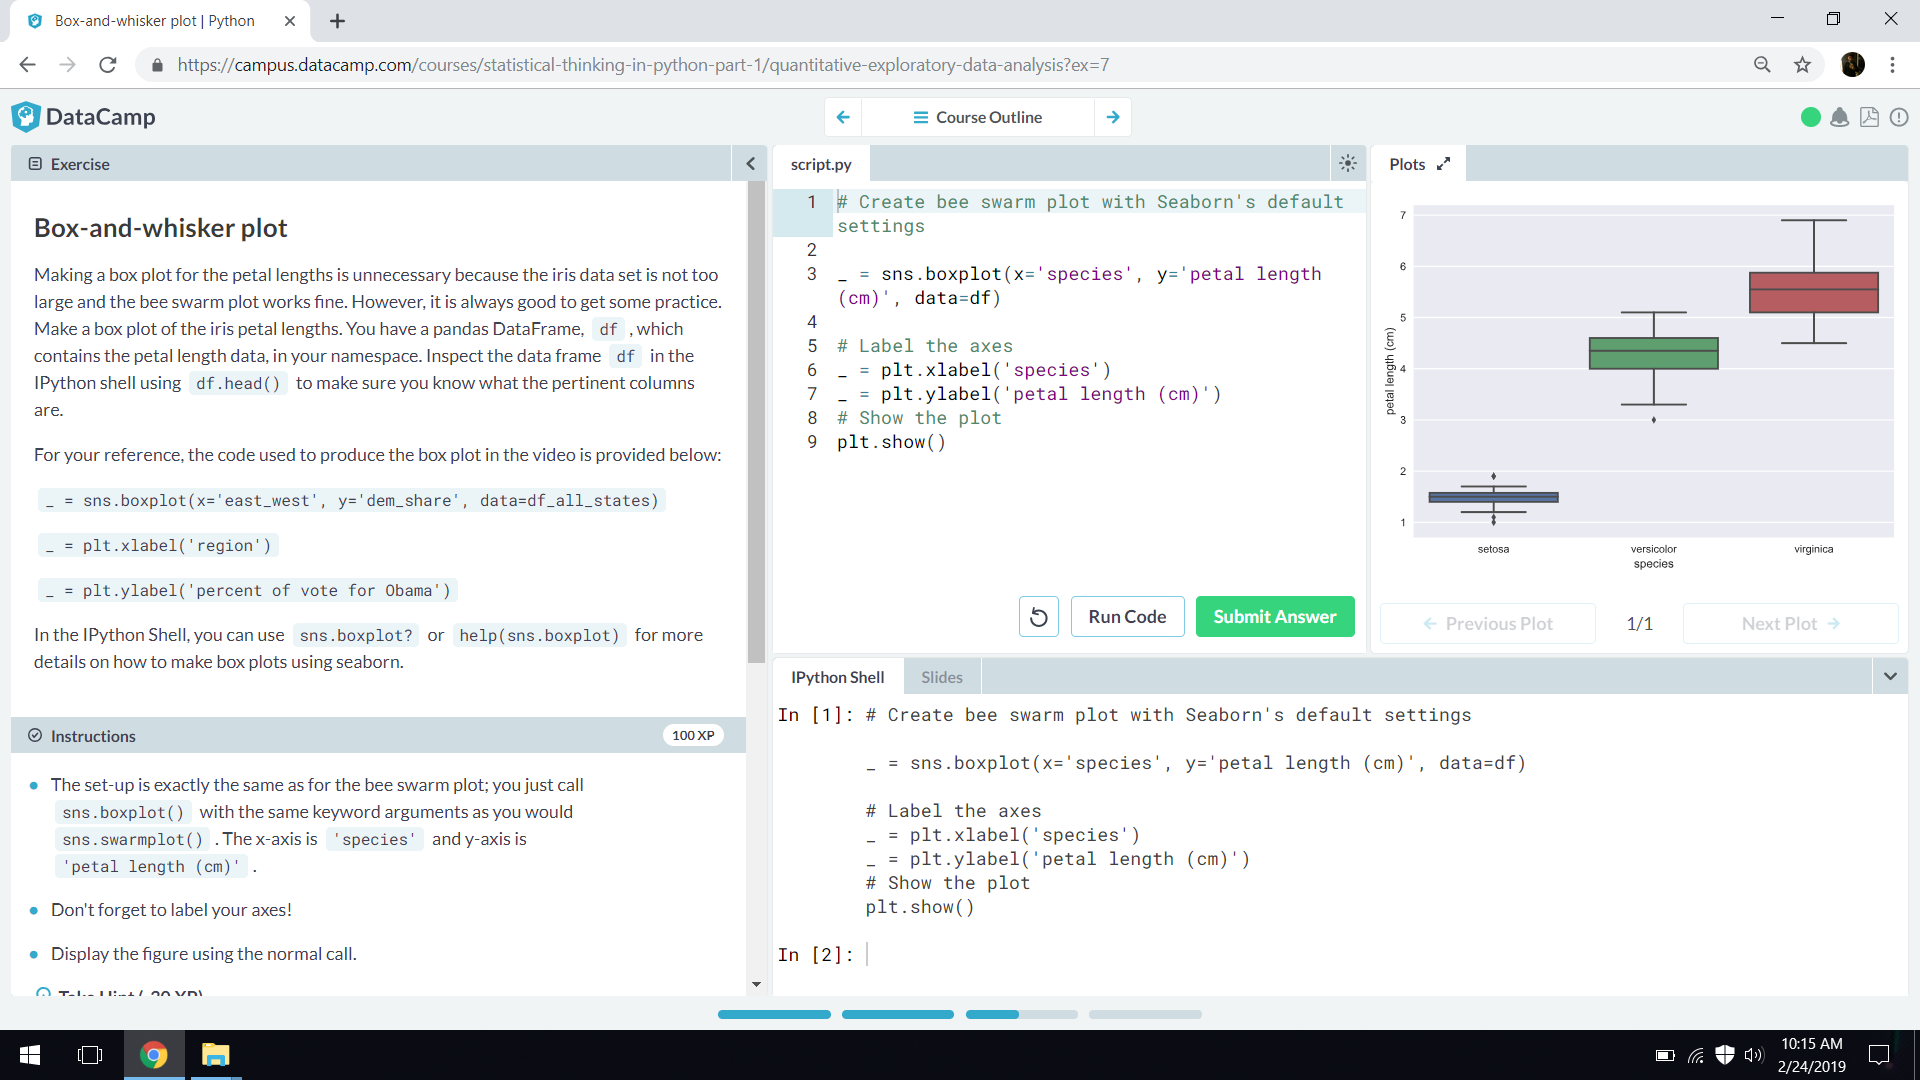 Box-and-whisker plot | Python
https://campus.datacamp.com/courses/statistical-thinking-in-python-part-1/quantitative-exploratory-data-analysis?ex=7
DataCamp
Course Outline
Exercise
Box-and-whisker plot
Making a box plot for the petal lengths is unnecessary because the iris data set is not too
large and the bee swarm plot works fine. However, it is always good to get some practice.
Make a box plot of the iris petal lengths. You have a pandas DataFrame, df , which
contains the petal length data, in your namespace. Inspect the data frame df in the
IPython shell using df.head() to make sure you know what the pertinent columns
are.
For your reference, the code used to produce the box plot in the video is provided below:
_ = sns.boxplot(x='east_west', y='dem_share', data=df_all_states)
_ = plt.xlabel('region')
_ = plt.ylabel('percent of vote for Obama')
In the IPython Shell, you can use sns.boxplot? or help(sns.boxplot) for more
details on how to make box plots using seaborn.
Instructions
100 XP
The set-up is exactly the same as for the bee swarm plot; you just call
sns.boxplot() with the same keyword arguments as you would
sns.swarmplot() . The x-axis is 'species' and y-axis is
'petal length (cm)' .
Don't forget to label your axes!
Display the figure using the normal call.
Take Hint (-30 XP)
script.py
1 # Create bee swarm plot with Seaborn's default
settings
2
3 _ = sns.boxplot(x='species', y='petal length
(cm)', data=df)
4
5 # Label the axes
6 _ = plt.xlabel('species')
7 _ = plt.ylabel('petal length (cm)')
8 # Show the plot
9 plt.show()
Run Code
Submit Answer
Plots
7
6
5
4
3
2
1
petal length (cm)
setosa
versicolor
virginica
species
Previous Plot
1/1
Next Plot
IPython Shell
Slides
In [1]: # Create bee swarm plot with Seaborn's default settings
_ = sns.boxplot(x='species', y='petal length (cm)', data=df)
# Label the axes
_ = plt.xlabel('species')
_ = plt.ylabel('petal length (cm)')
# Show the plot
plt.show()
In [2]:
10:15 AM
2/24/2019